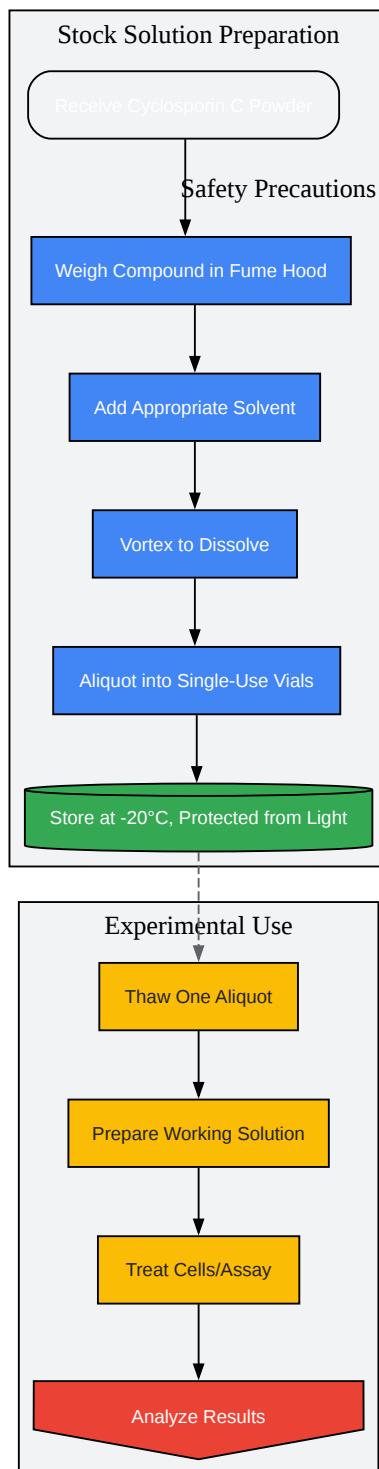 Stock Solution Preparation
Receive Cyclosporin C Powder
Safety Precautions
Weigh Compound in Fume Hood
Add Appropriate Solvent
Vortex to Dissolve
Aliquot into Single-Use Vials
Store at -20°C, Protected from Light
Experimental Use
Thaw One Aliquot
Prepare Working Solution
Treat Cells/Assay
Analyze Results